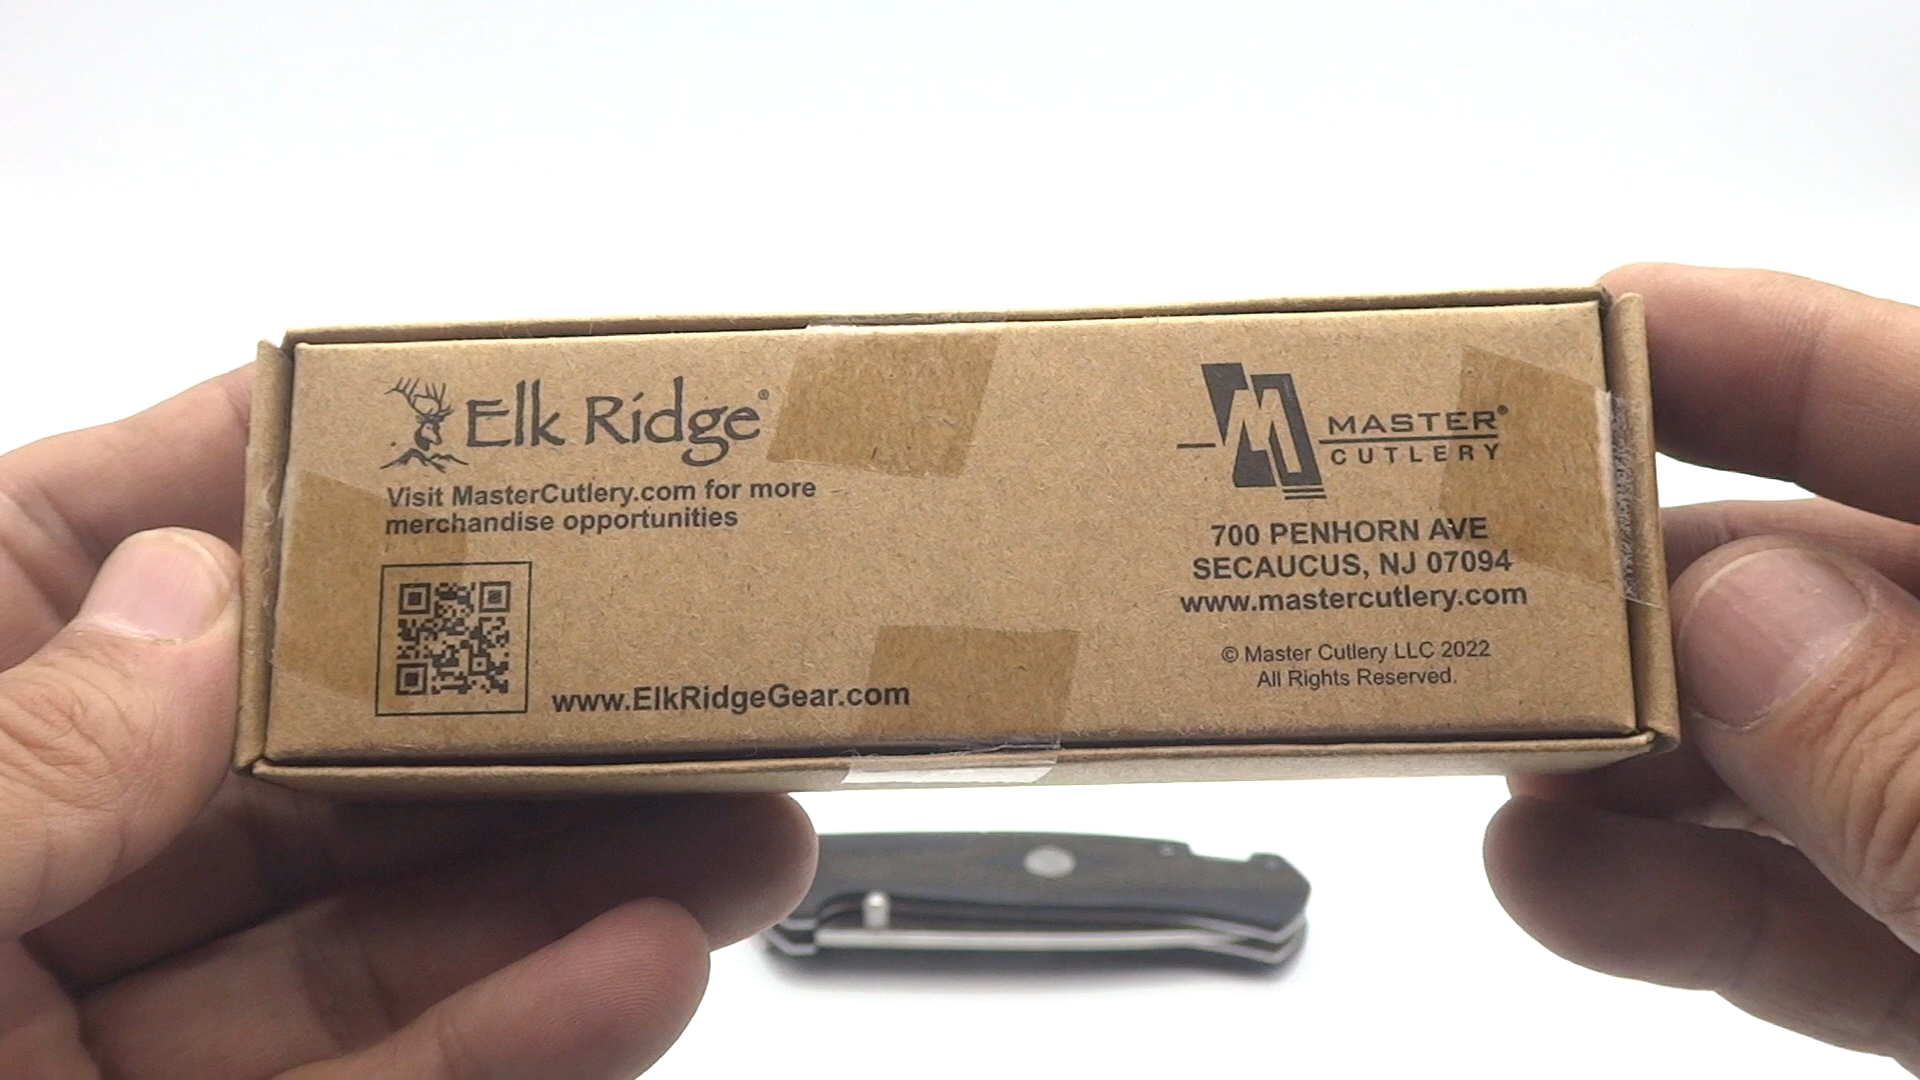 Elk Ridge®
Visit MasterCutlery.com for more
merchandise opportunities
www.ElkRidgeGear.com
M
MASTER®
CUTLERY
700 PENHORN AVE
SECAUCUS, NJ 07094
www.mastercutlery.com
© Master Cutlery LLC 2022
All Rights Reserved.